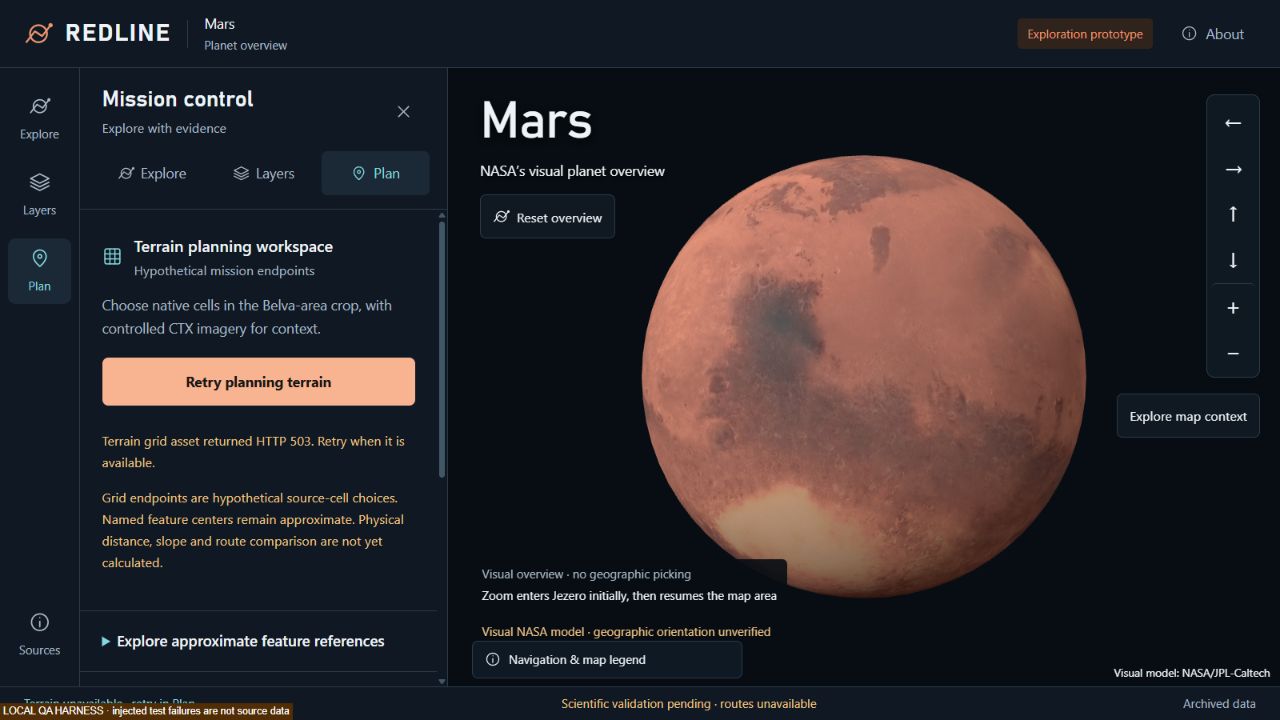 REDLINE
Mars
Planet overview
Exploration prototype
About
Explore
Layers
Plan
Sources
Mission control
Explore with evidence
Explore
Layers
Plan
Terrain planning workspace
Hypothetical mission endpoints
Choose native cells in the Belva-area crop, with
controlled CTX imagery for context.
Retry planning terrain
Terrain grid asset returned HTTP 503. Retry when it is
available.
Grid endpoints are hypothetical source-cell choices.
Named feature centers remain approximate. Physical
distance, slope and route comparison are not yet
calculated.
Explore approximate feature references
Mars
NASA's visual planet overview
Reset overview
Explore map context
Visual overview · no geographic picking
Zoom enters Jezero initially, then resumes the map area
Visual NASA model · geographic orientation unverified
Navigation & map legend
Visual model: NASA/JPL-Caltech
Terrain unavailable · retry in Plan
LOCAL QA HARNESS · injected test failures are not source data
Scientific validation pending · routes unavailable
Archived data